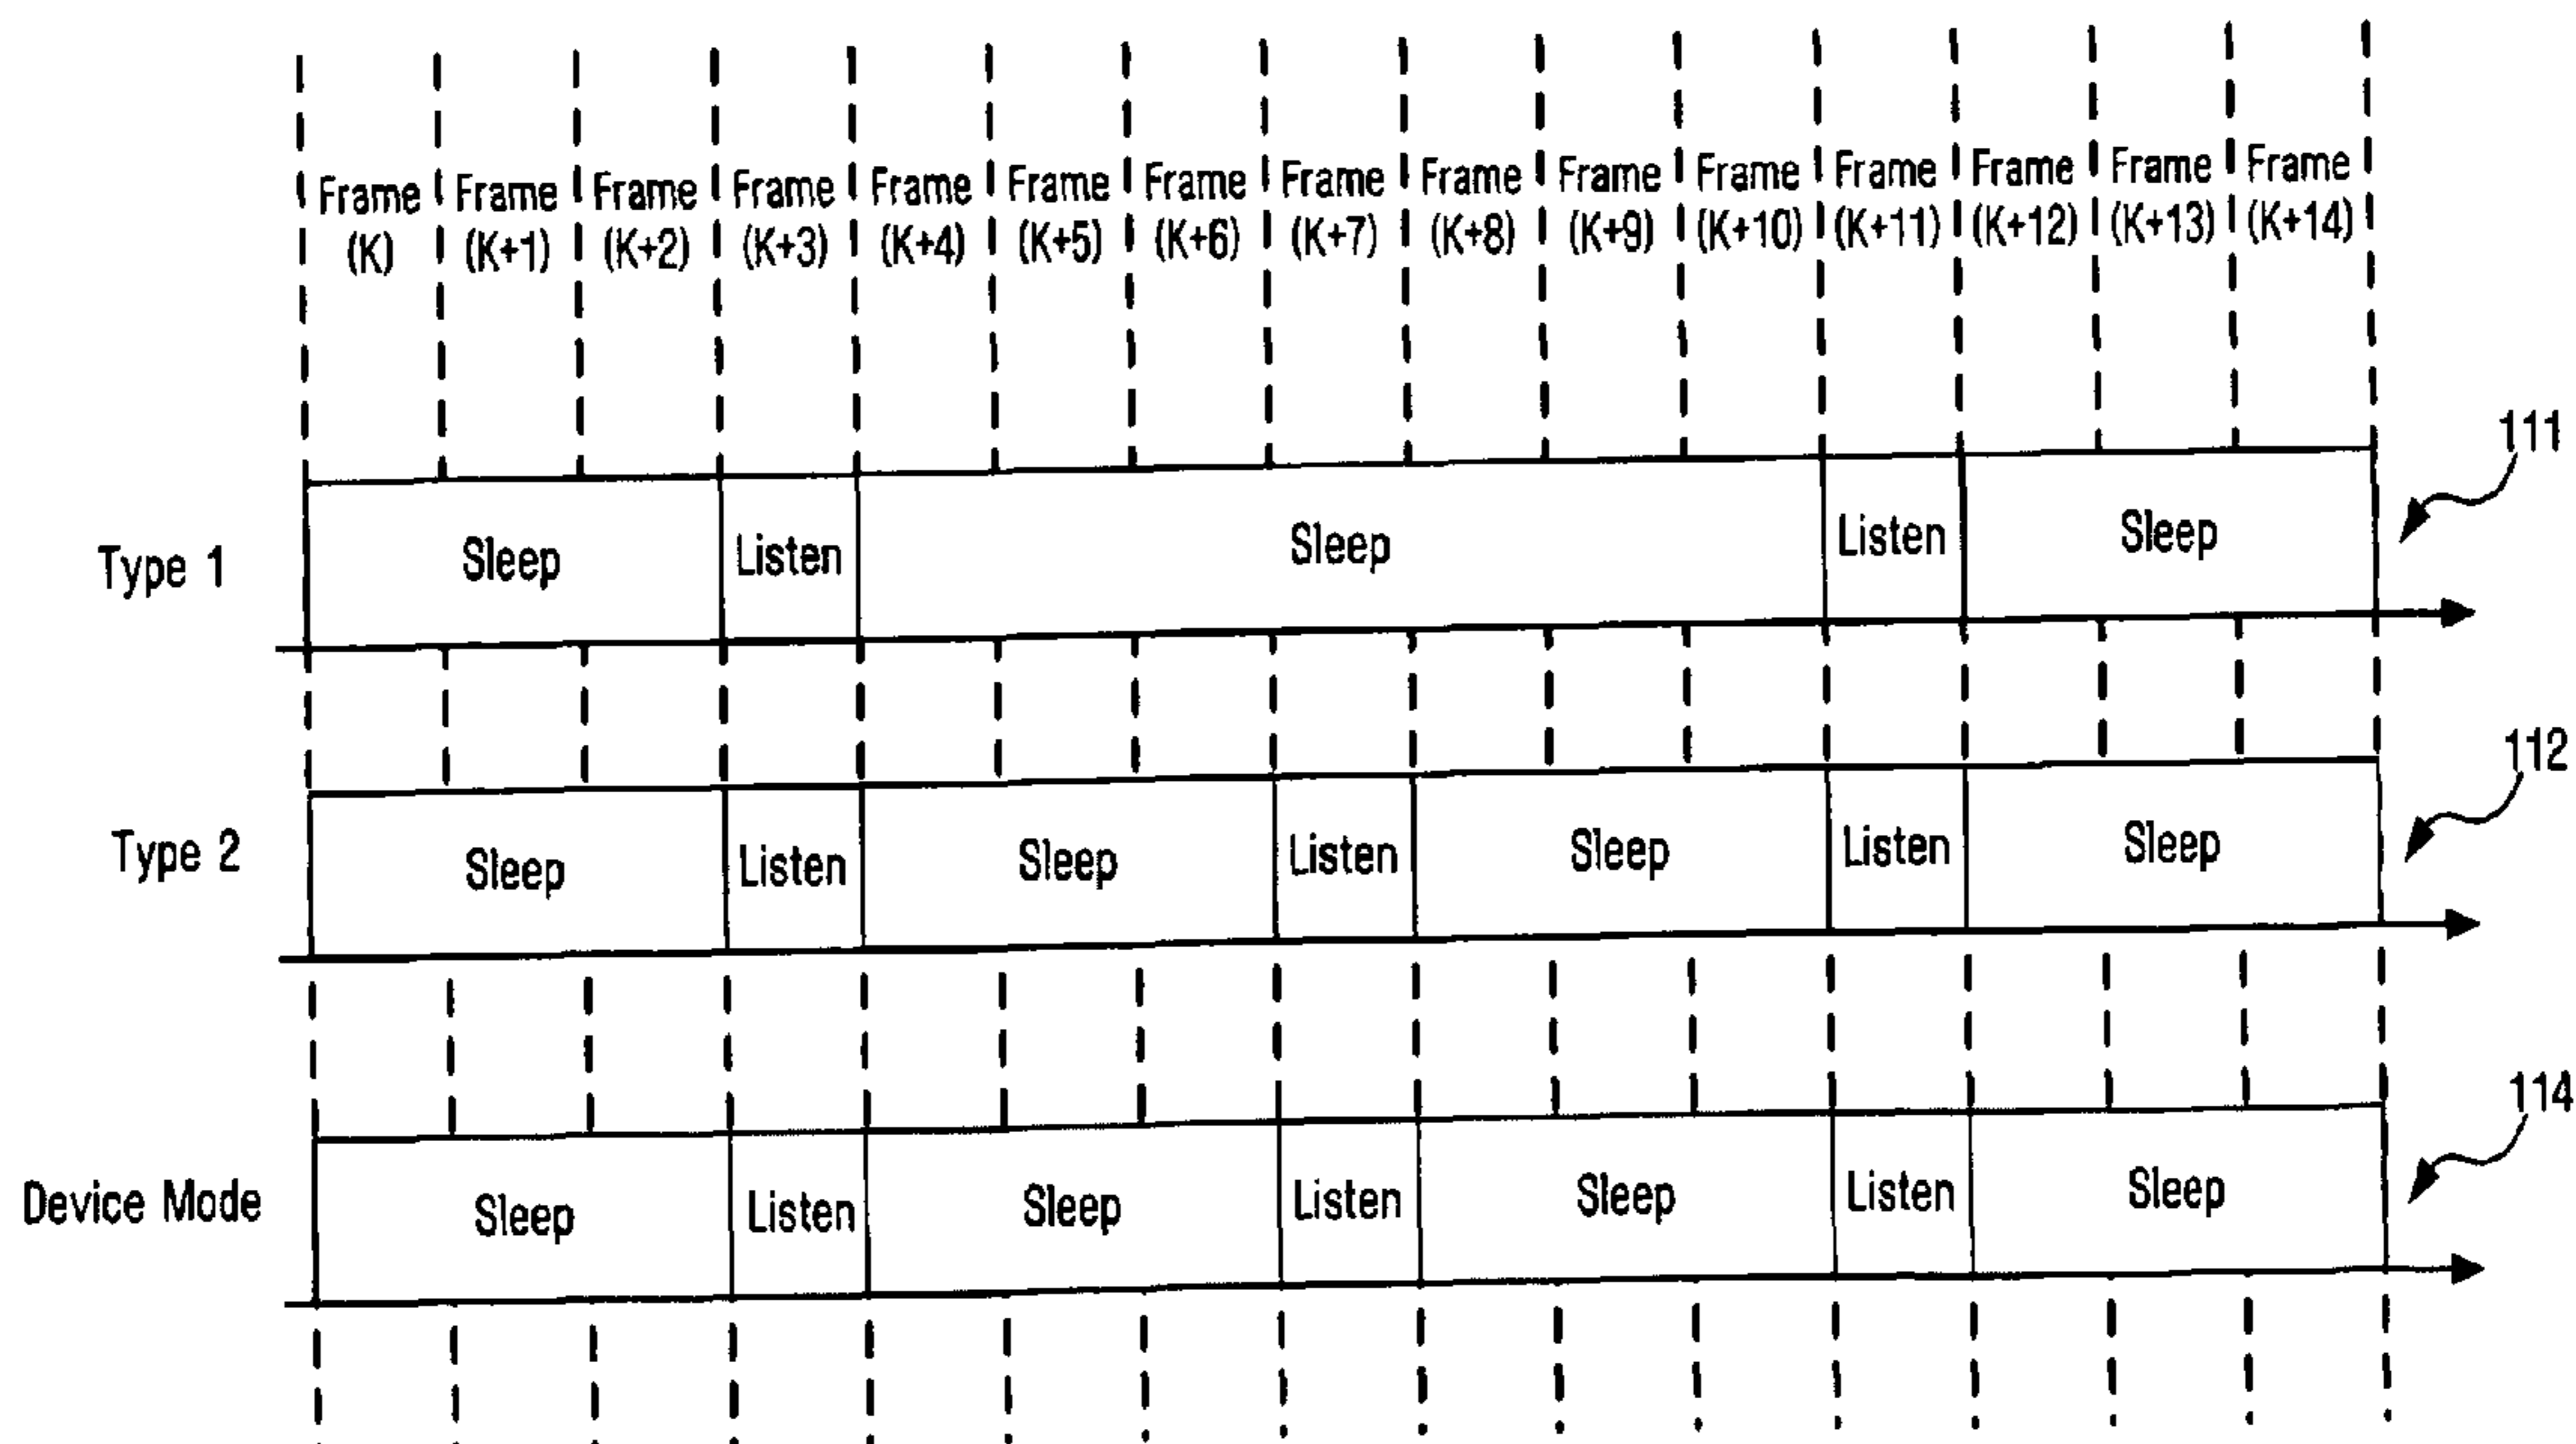 Frame Frame Frame Frame Frame Frame Frame Frame Frame Frame Frame Frame Frame Frame Frame
(K) (K+1) (K+2) (K+3) (K+4) (K+5) (K+6) (K+7) (K+8) (K+9) (K+10) (K+11) (K+12) (K+13) (K+14)
111
Type 1 Sleep Listen Sleep Listen Sleep
112
Type 2 Sleep Listen Sleep Listen Sleep Listen Sleep
114
Device Mode Sleep Listen Sleep Listen Sleep Listen Sleep